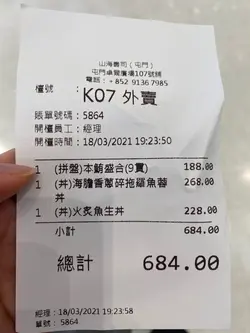 山海壽司（屯門）
屯門卓爾廣場107號鋪
電話：+852 9136 7985
檯號：
K07 外賣
賬單號碼：5864
開檯員工：經理
開檯時間：18/03/2021 19:23:50
1 (拼盤)本鮪盛合(9貫) 188.00
1 (丼)海膽香蔥碎拖羅魚蓉丼 268.00
1 (丼)火炙魚生丼 228.00
小計 684.00
總計 684.00
經理：18/03/2021 19:23:58
單號：5864